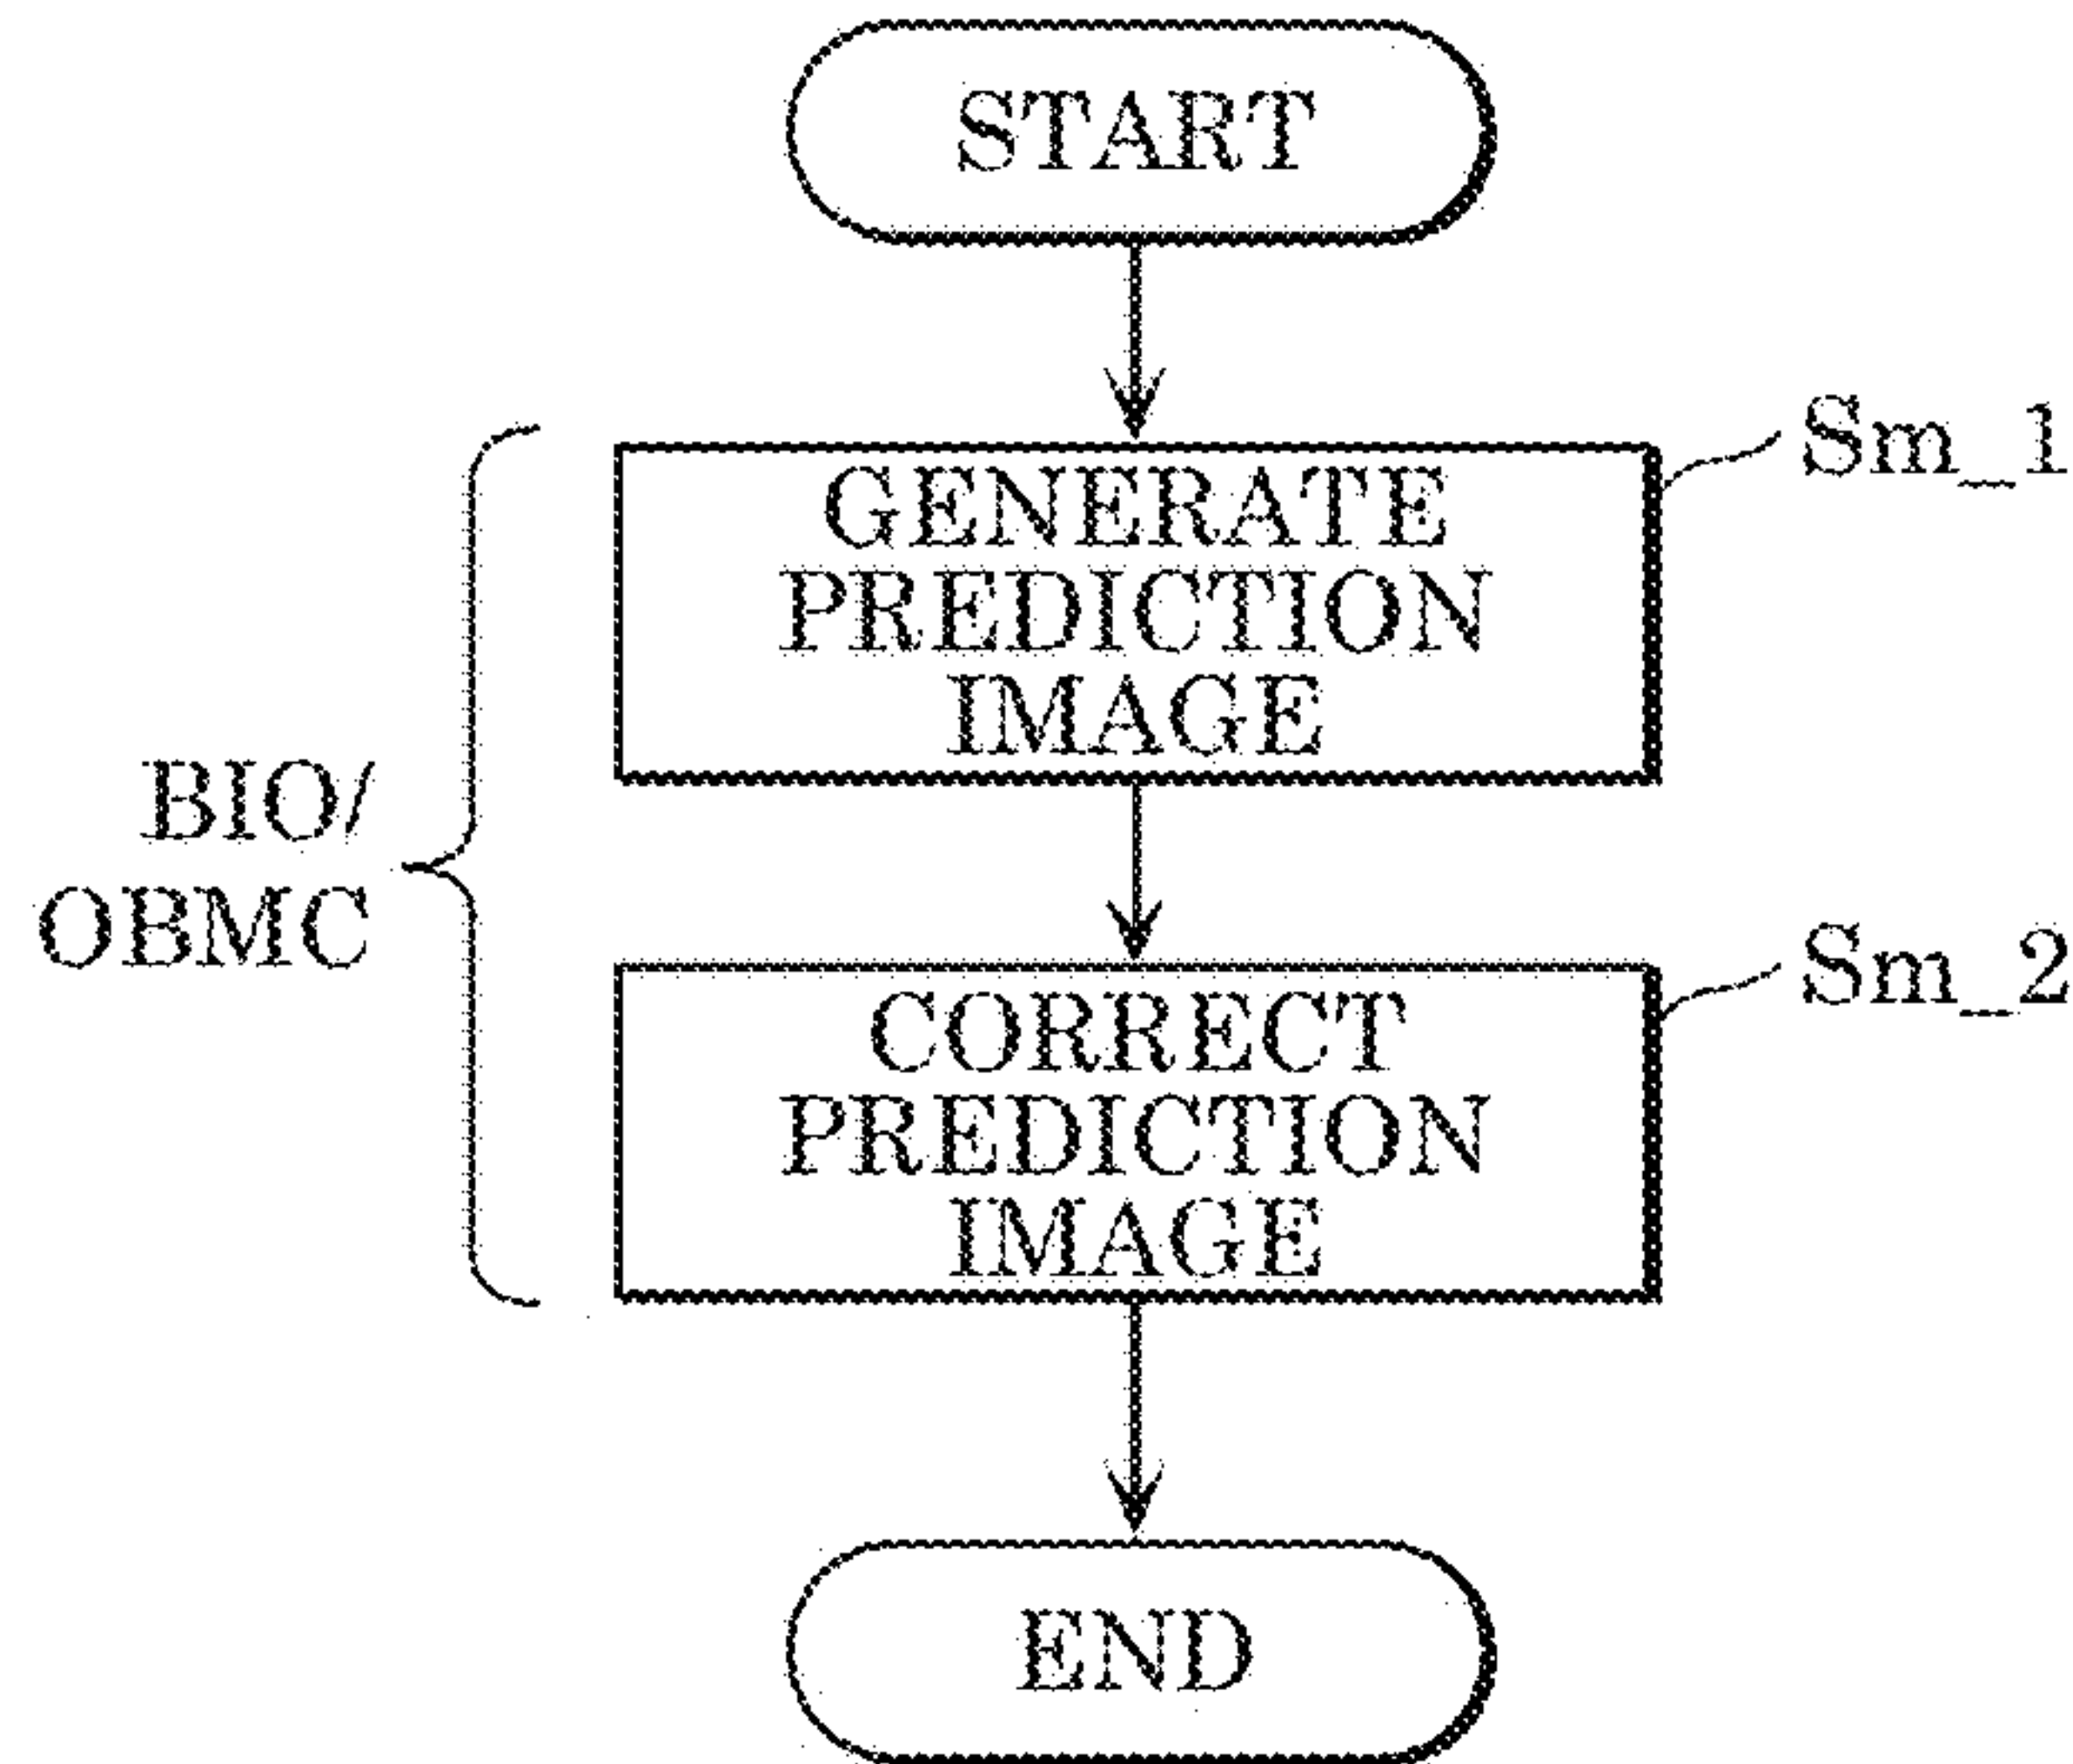 START
Sm_1
GENERATE
PREDICTION
IMAGE
BIO/
OBMC
Sm_2
CORRECT
PREDICTION
IMAGE
END